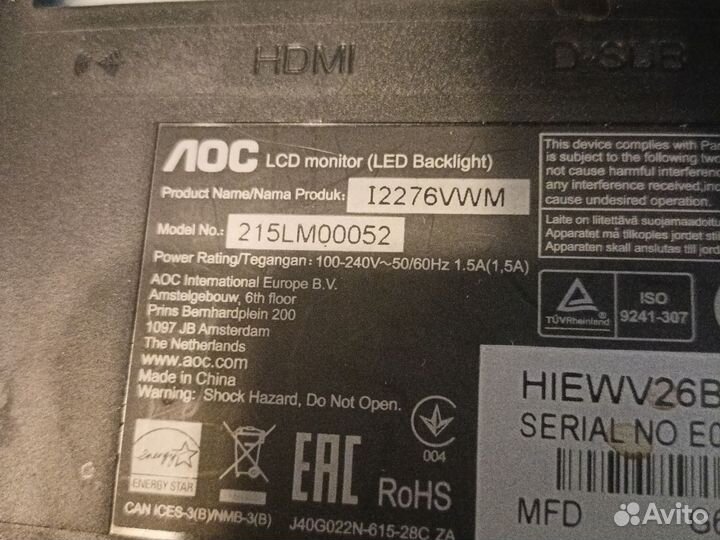 HDMI
D-SUB
AOC LCD monitor (LED Backlight)
Product Name/Nama Produk: I2276VWM
Model No.: 215LM00052
Power Rating/Tegangan: 100-240V~50/60Hz 1.5A(1,5A)
AOC International Europe B.V.
Amstelgebouw, 6th floor
Prins Bernhardplein 200
1097 JB Amsterdam
The Netherlands
www.aoc.com
Made in China
Warning: Shock Hazard, Do Not Open.
energy
ENERGY STAR
EAC
004
RoHS
CAN ICES-3(B)/NMB-3(B)
J40G022N-615-28C ZA
This device complies with
is subject to the following two
not cause harmful interference
any interference received,
cause undesired operation.
Laite on liitettävä suojamaadoitu
Apparatet må tilkoples jordet
Apparaten skall anslutas till
TÜVRheinland
ISO
9241-307
HIEWV26B
SERIAL NO
MFD
Avito